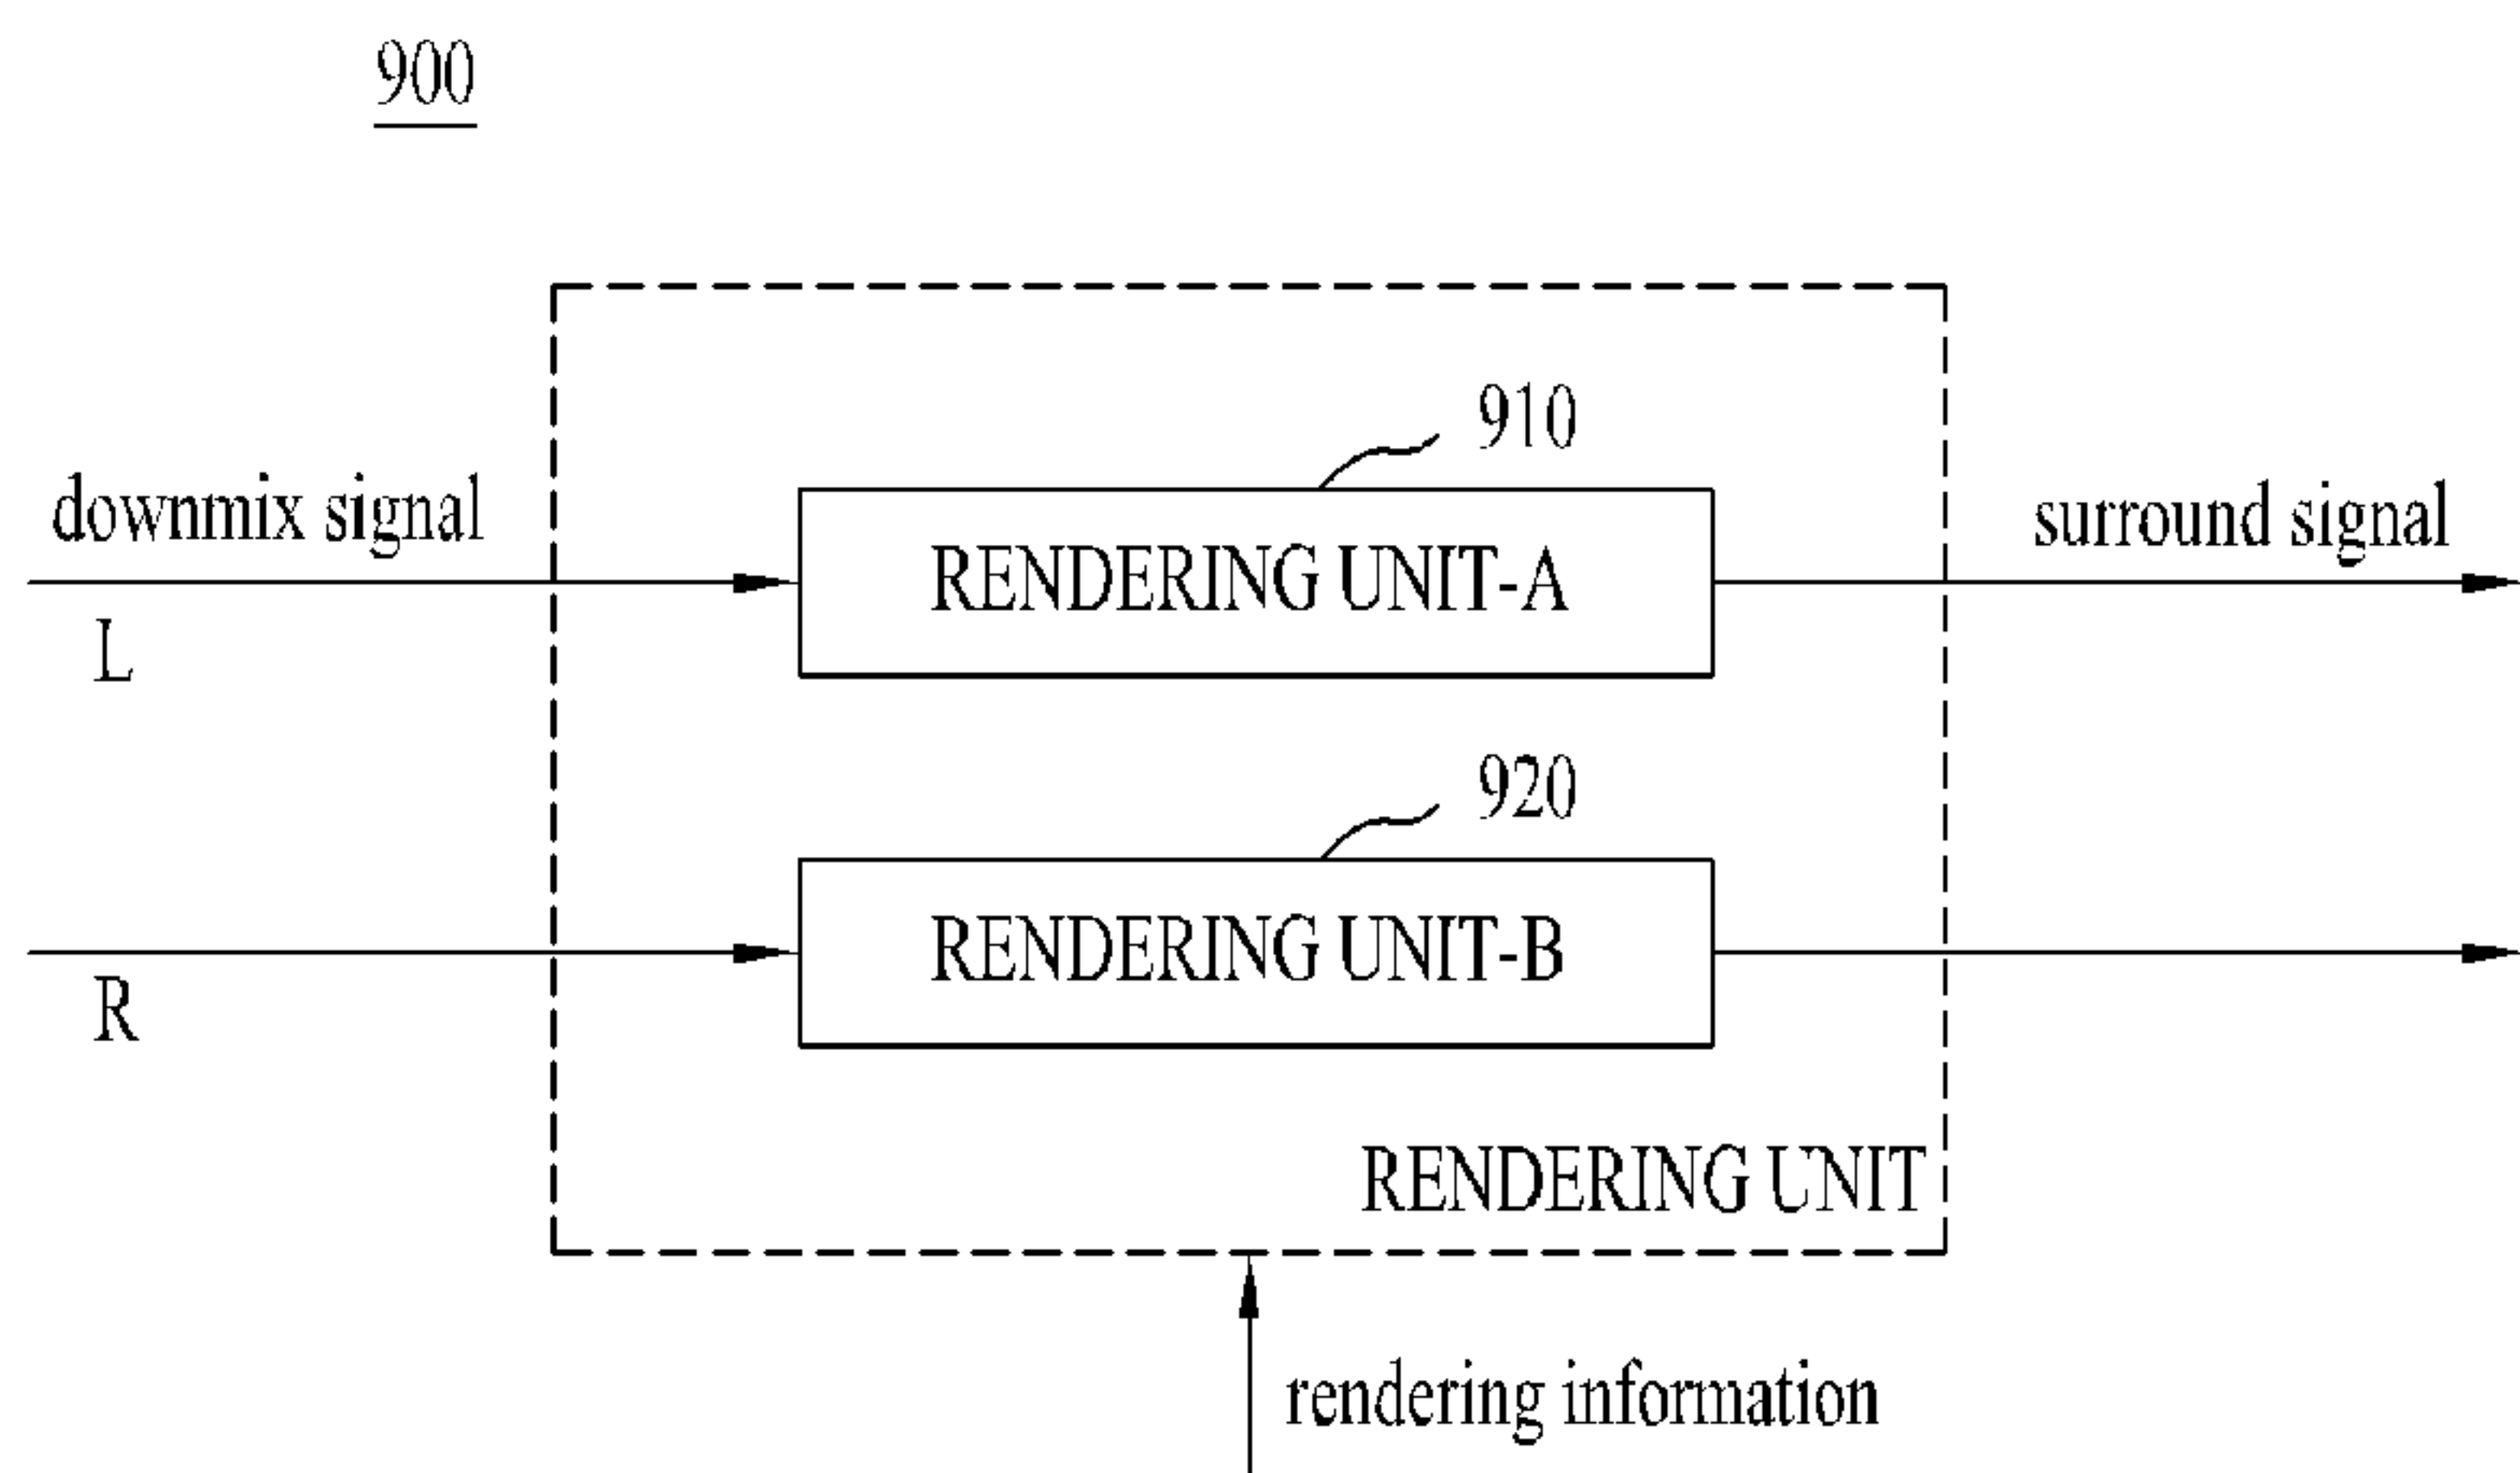 900
910
downmix signal
surround signal
RENDERING UNIT-A
L
920
RENDERING UNIT-B
R
RENDERING UNIT
rendering information